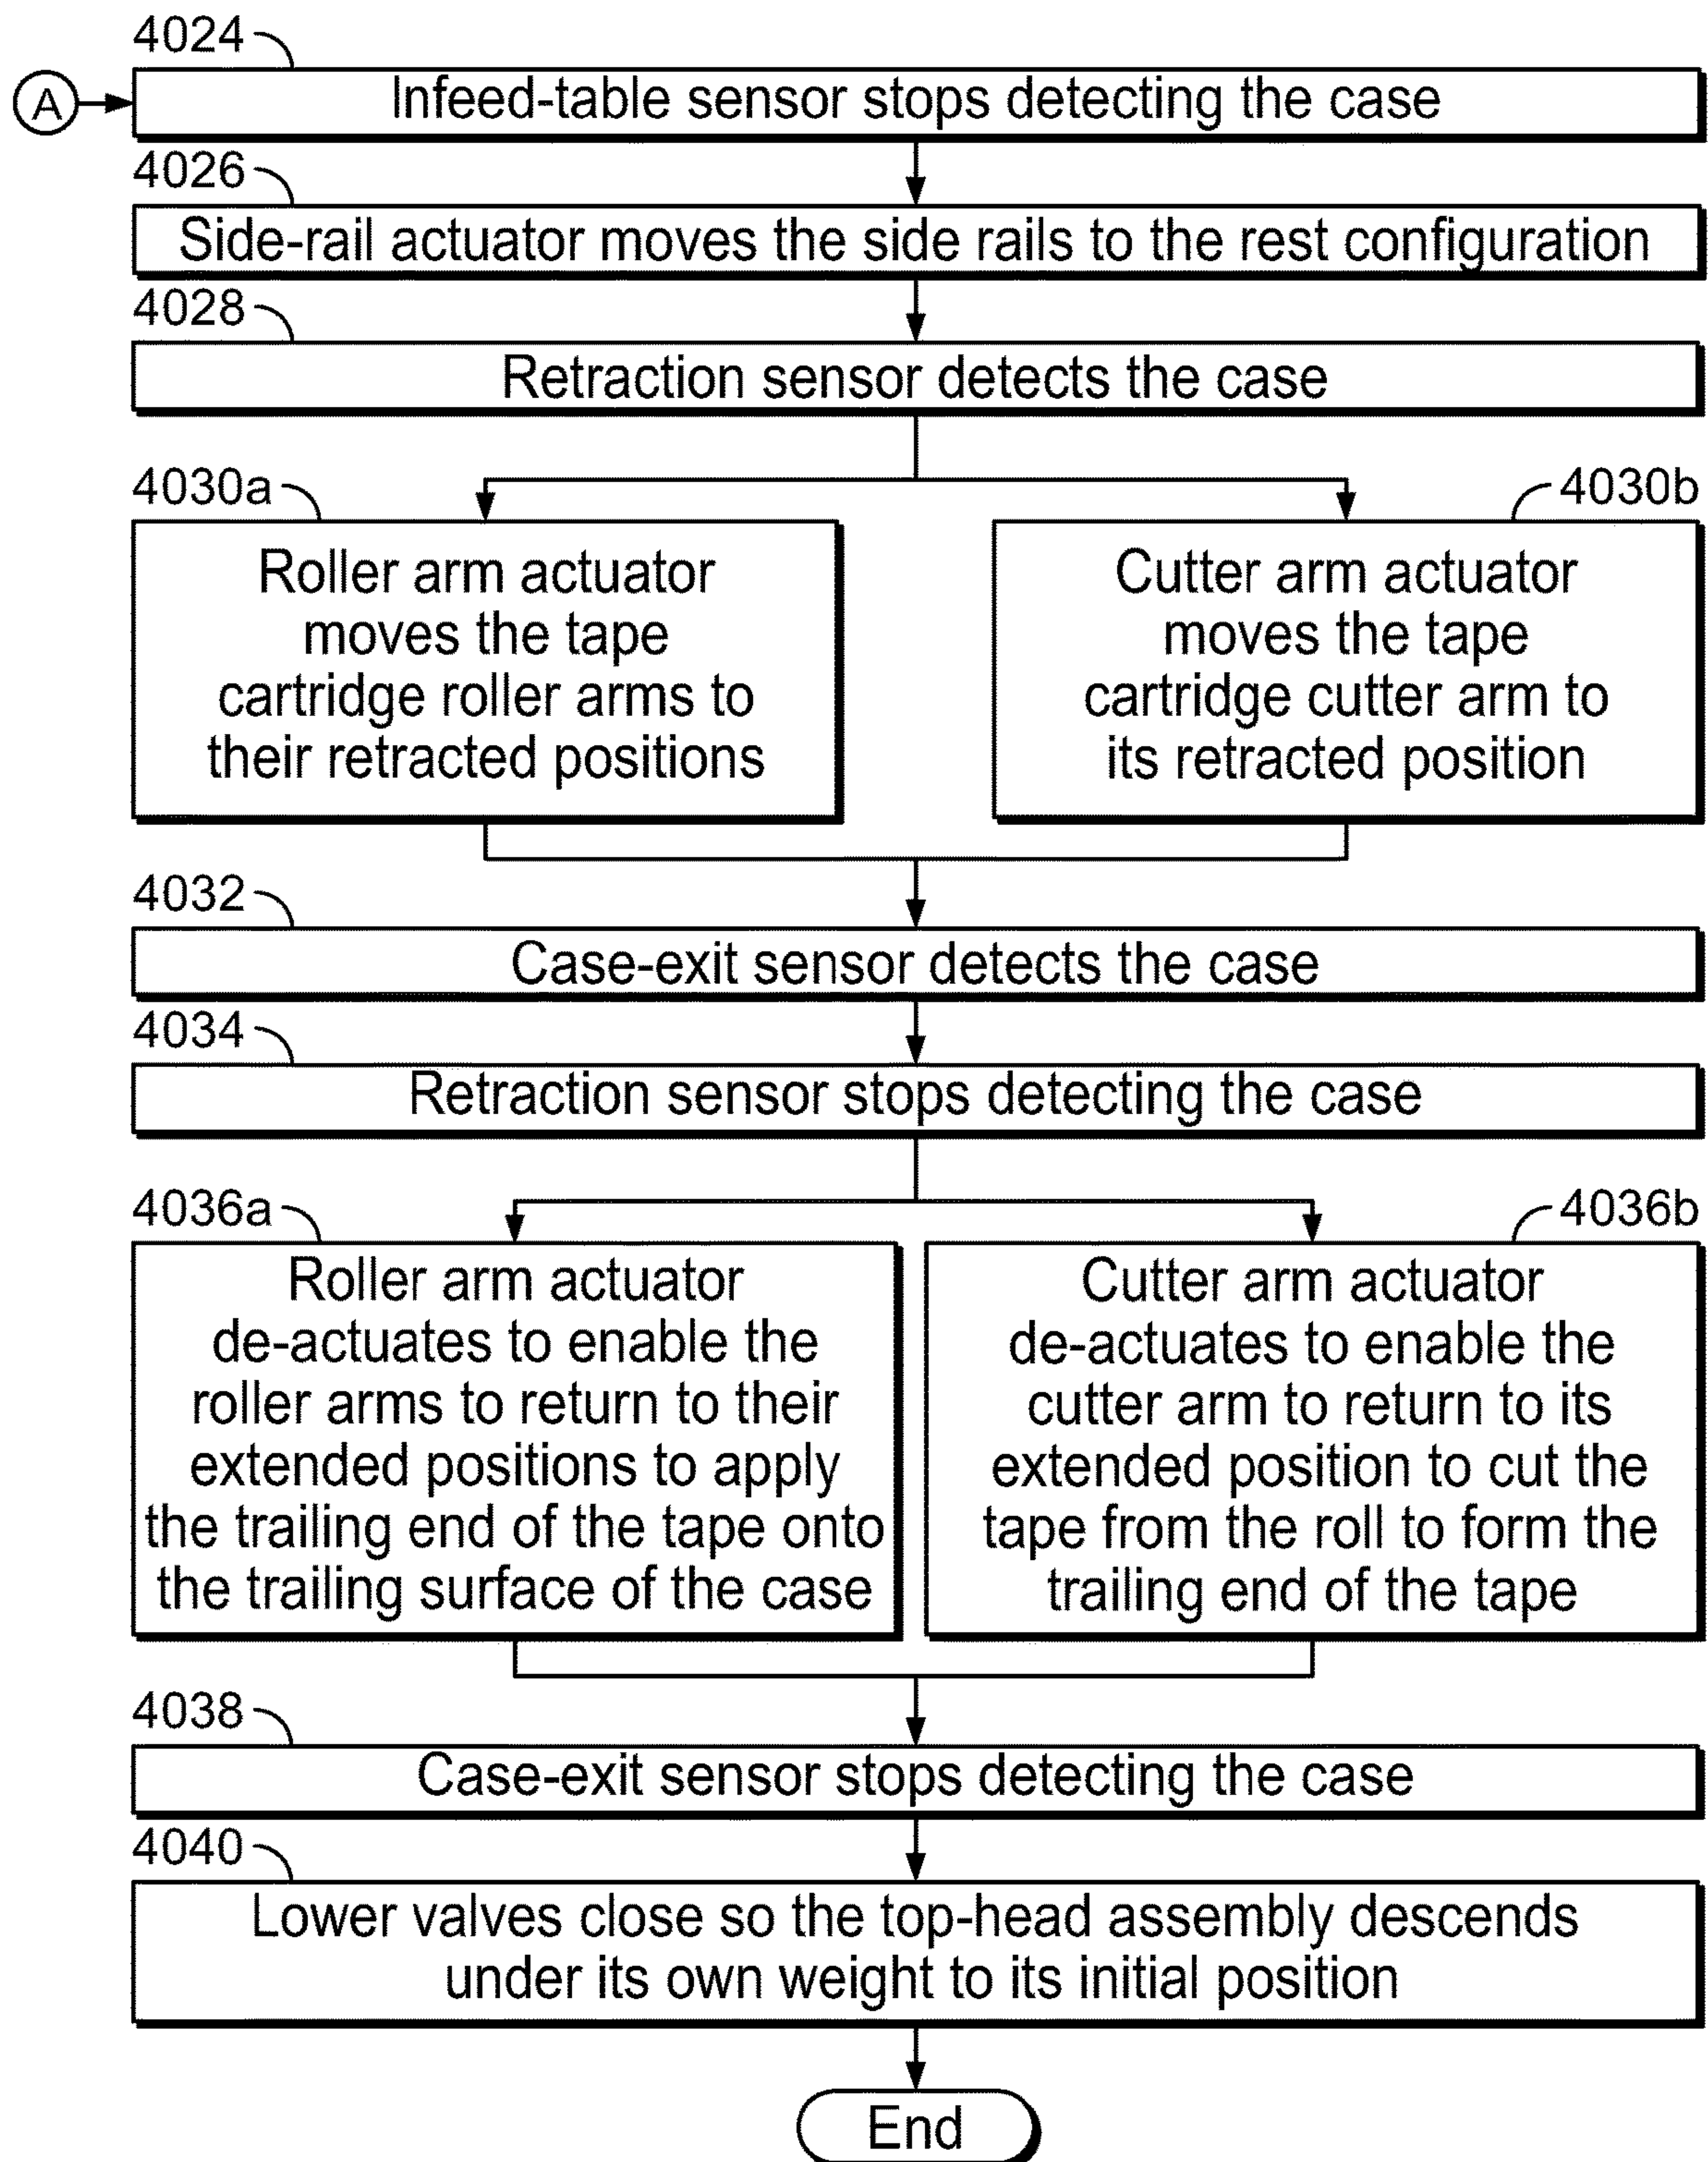 4024
A
Infeed-table sensor stops detecting the case
4026
Side-rail actuator moves the side rails to the rest configuration
4028
Retraction sensor detects the case
4030a
Roller arm actuator
moves the tape
cartridge roller arms to
their retracted positions
4030b
Cutter arm actuator
moves the tape
cartridge cutter arm to
its retracted position
4032
Case-exit sensor detects the case
4034
Retraction sensor stops detecting the case
4036a
Roller arm actuator
de-actuates to enable the
roller arms to return to their
extended positions to apply
the trailing end of the tape onto
the trailing surface of the case
4036b
Cutter arm actuator
de-actuates to enable the
cutter arm to return to its
extended position to cut the
tape from the roll to form the
trailing end of the tape
4038
Case-exit sensor stops detecting the case
4040
Lower valves close so the top-head assembly descends
under its own weight to its initial position
End